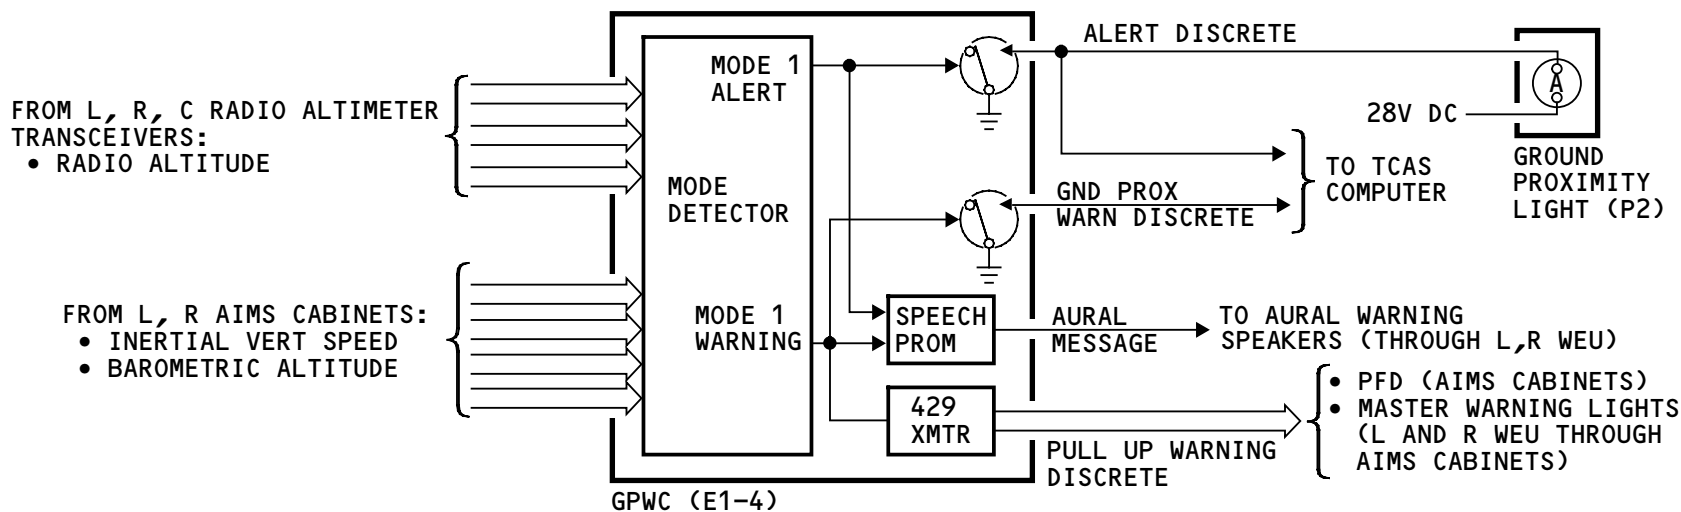 FROM L, R, C RADIO ALTIMETER
TRANSCEIVERS:
• RADIO ALTITUDE
FROM L, R AIMS CABINETS:
• INERTIAL VERT SPEED
• BAROMETRIC ALTITUDE
MODE 1
ALERT
MODE
DETECTOR
MODE 1
WARNING
SPEECH
PROM
429
XMTR
GPWC (E1-4)
ALERT DISCRETE
28V DC
A
GROUND
PROXIMITY
LIGHT (P2)
TO TCAS
COMPUTER
GND PROX
WARN DISCRETE
AURAL
MESSAGE
TO AURAL WARNING
SPEAKERS (THROUGH L,R WEU)
PULL UP WARNING
DISCRETE
• PFD (AIMS CABINETS)
• MASTER WARNING LIGHTS
(L AND R WEU THROUGH
AIMS CABINETS)